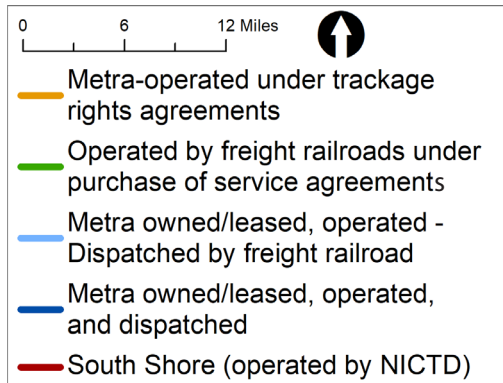 0 6 12 Miles
Metra-operated under trackage
rights agreements
Operated by freight railroads under
purchase of service agreements
Metra owned/leased, operated -
Dispatched by freight railroad
Metra owned/leased, operated,
and dispatched
South Shore (operated by NICTD)